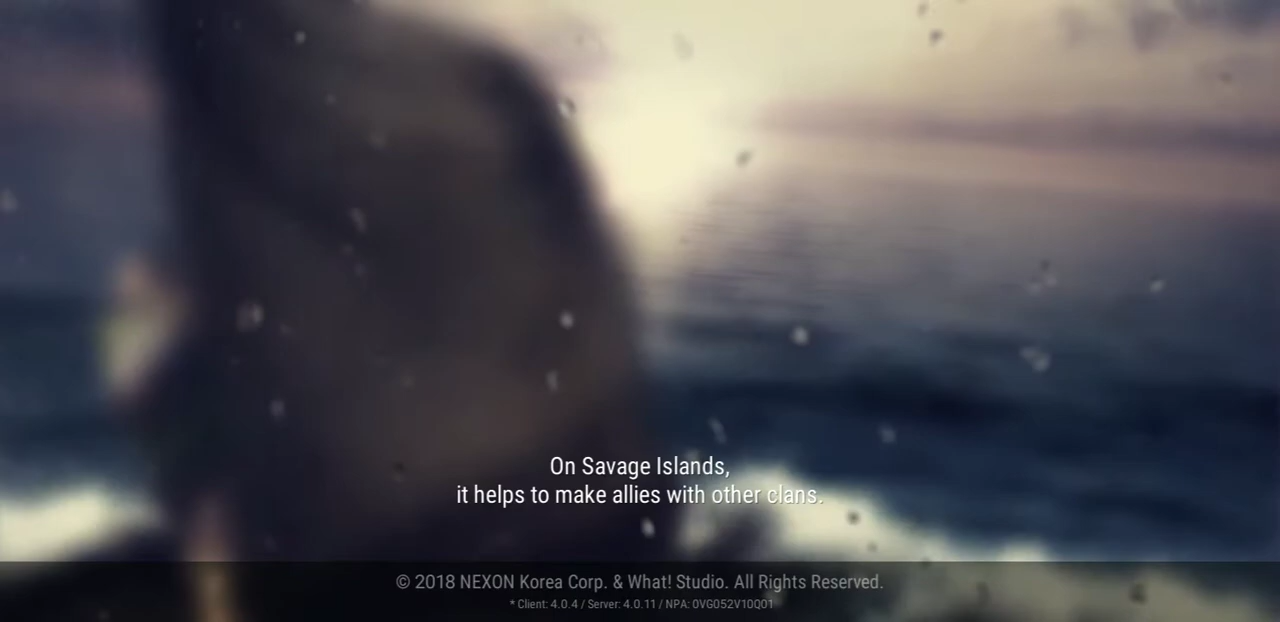 On Savage Islands,
it helps to make allies with other clans.
© 2018 NEXON Korea Corp. & What! Studio. All Rights Reserved.
* Client: 4.0.4 / Server: 4.0.11 / NPA: 0VG052V10Q01